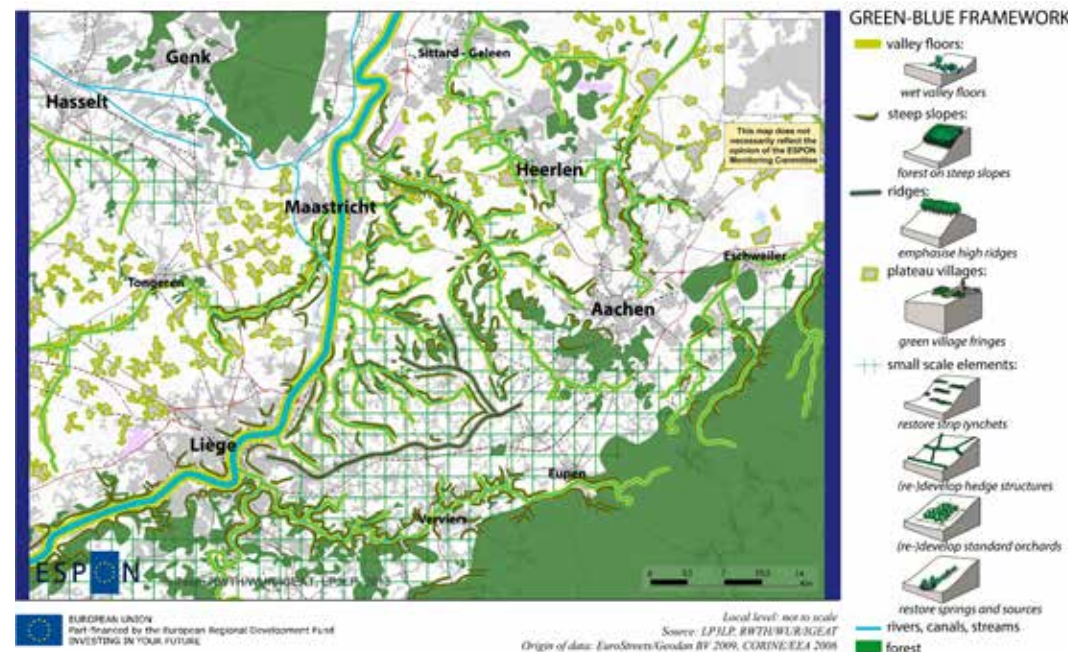 GREEN-BLUE FRAMEWORK
valley floors:
wet valley floors
steep slopes:
forest on steep slopes
ridges:
emphasise high ridges
plateau villages:
green village fringes
small scale elements:
restore strip lynchets
(re-)develop hedge structures
(re-)develop standard orchards
restore springs and sources
rivers, canals, streams
forest
Genk
Sittard - Geleen
Hasselt
This map does not
necessarily reflect the
opinion of the ESPON
Monitoring Committee
Heerlen
Maastricht
Eschweiler
Tongeren
Aachen
Liège
Eupen
Verviers
ESPON
EUROPEAN UNION
Part-financed by the European Regional Development Fund
INVESTING IN YOUR FUTURE
Local level: not to scale
Source: LP3LP, RWTH/WUR/IGEAT
Origin of data: EuroStreets/Geodan BV 2009, CORINE/EEA 2006